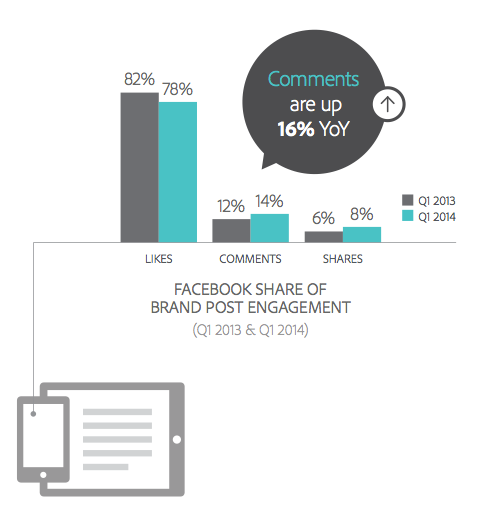 Comments
are up
16% YoY
82%
78%
12%
14%
6%
8%
Q1 2013
Q1 2014
LIKES
COMMENTS
SHARES
FACEBOOK SHARE OF
BRAND POST ENGAGEMENT
(Q1 2013 & Q1 2014)